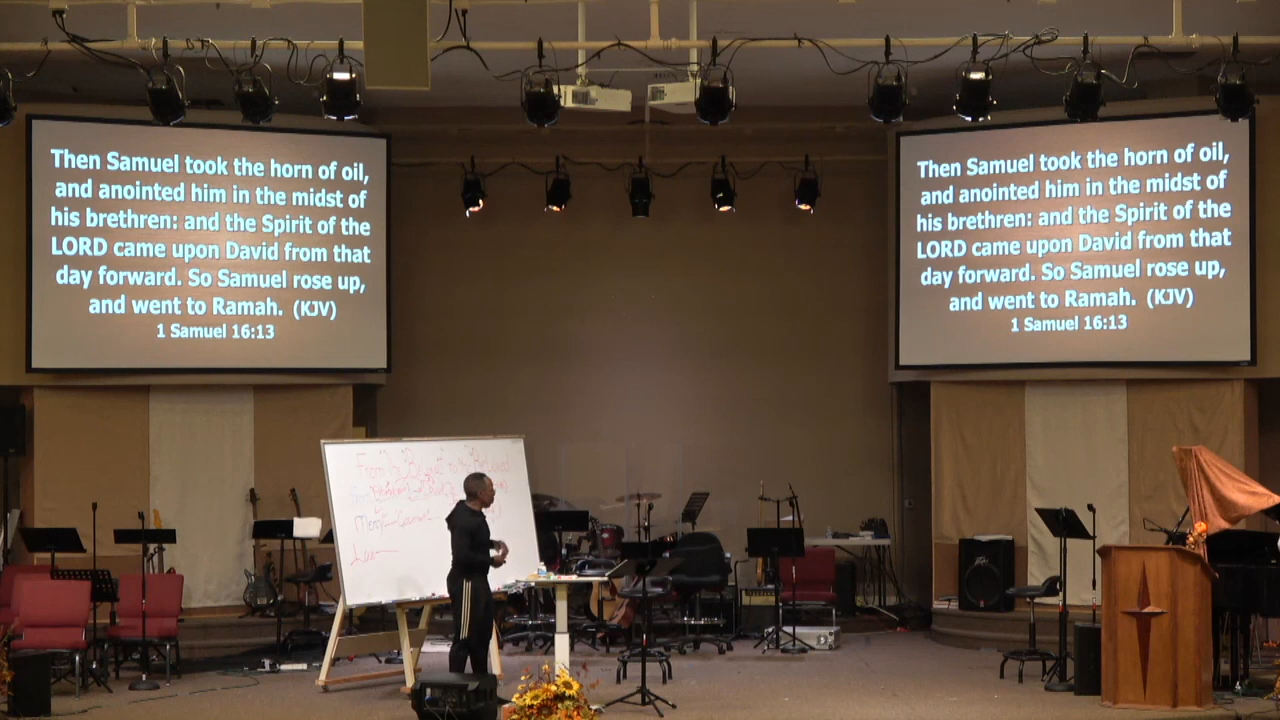 Then Samuel took the horn of oil,
and anointed him in the midst of
his brethren: and the Spirit of the
LORD came upon David from that
day forward. So Samuel rose up,
and went to Ramah. (KJV)
1 Samuel 16:13
Then Samuel took the horn of oil,
and anointed him in the midst of
his brethren: and the Spirit of the
LORD came upon David from that
day forward. So Samuel rose up,
and went to Ramah. (KJV)
1 Samuel 16:13
From
From
Mercy